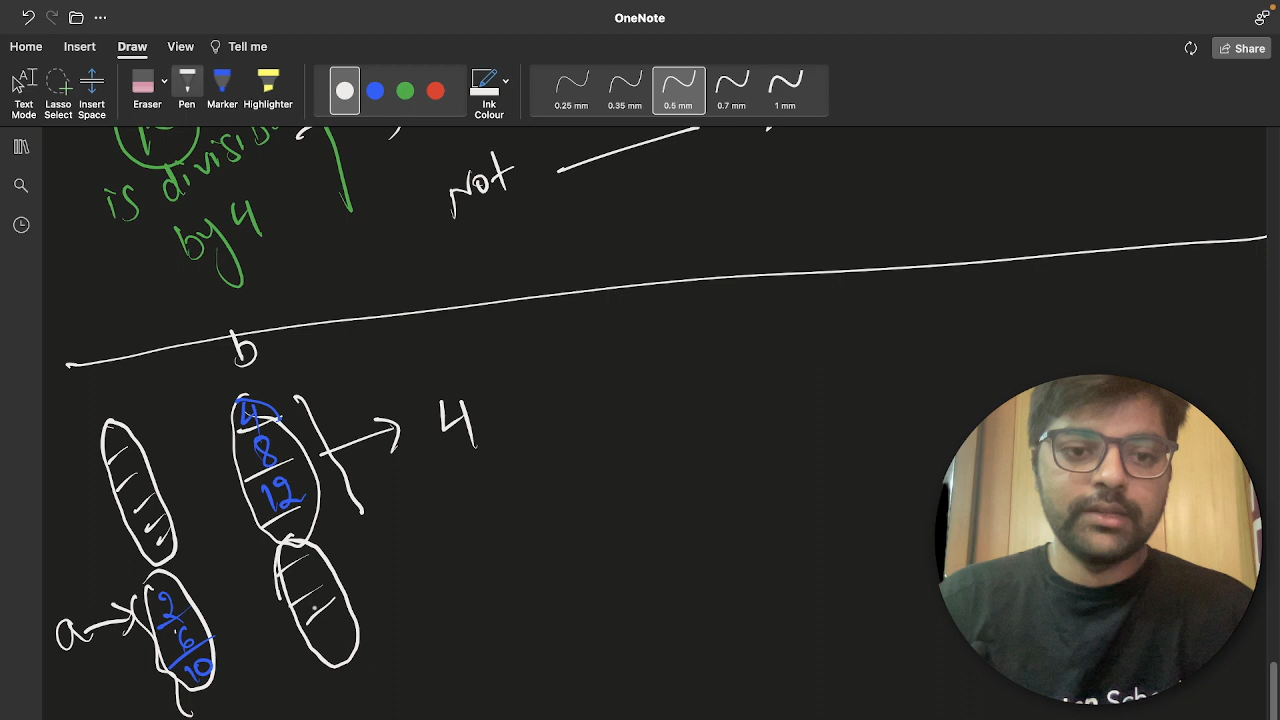 OneNote
Home Insert Draw View Tell me
Share
Text Mode
Lasso Select
Insert Space
Eraser
Pen
Marker
Highlighter
Ink Colour
0.25 mm
0.35 mm
0.5 mm
0.7 mm
1 mm
is divisib
by 4
Not
b
4
8
12
4
a
2
6
10